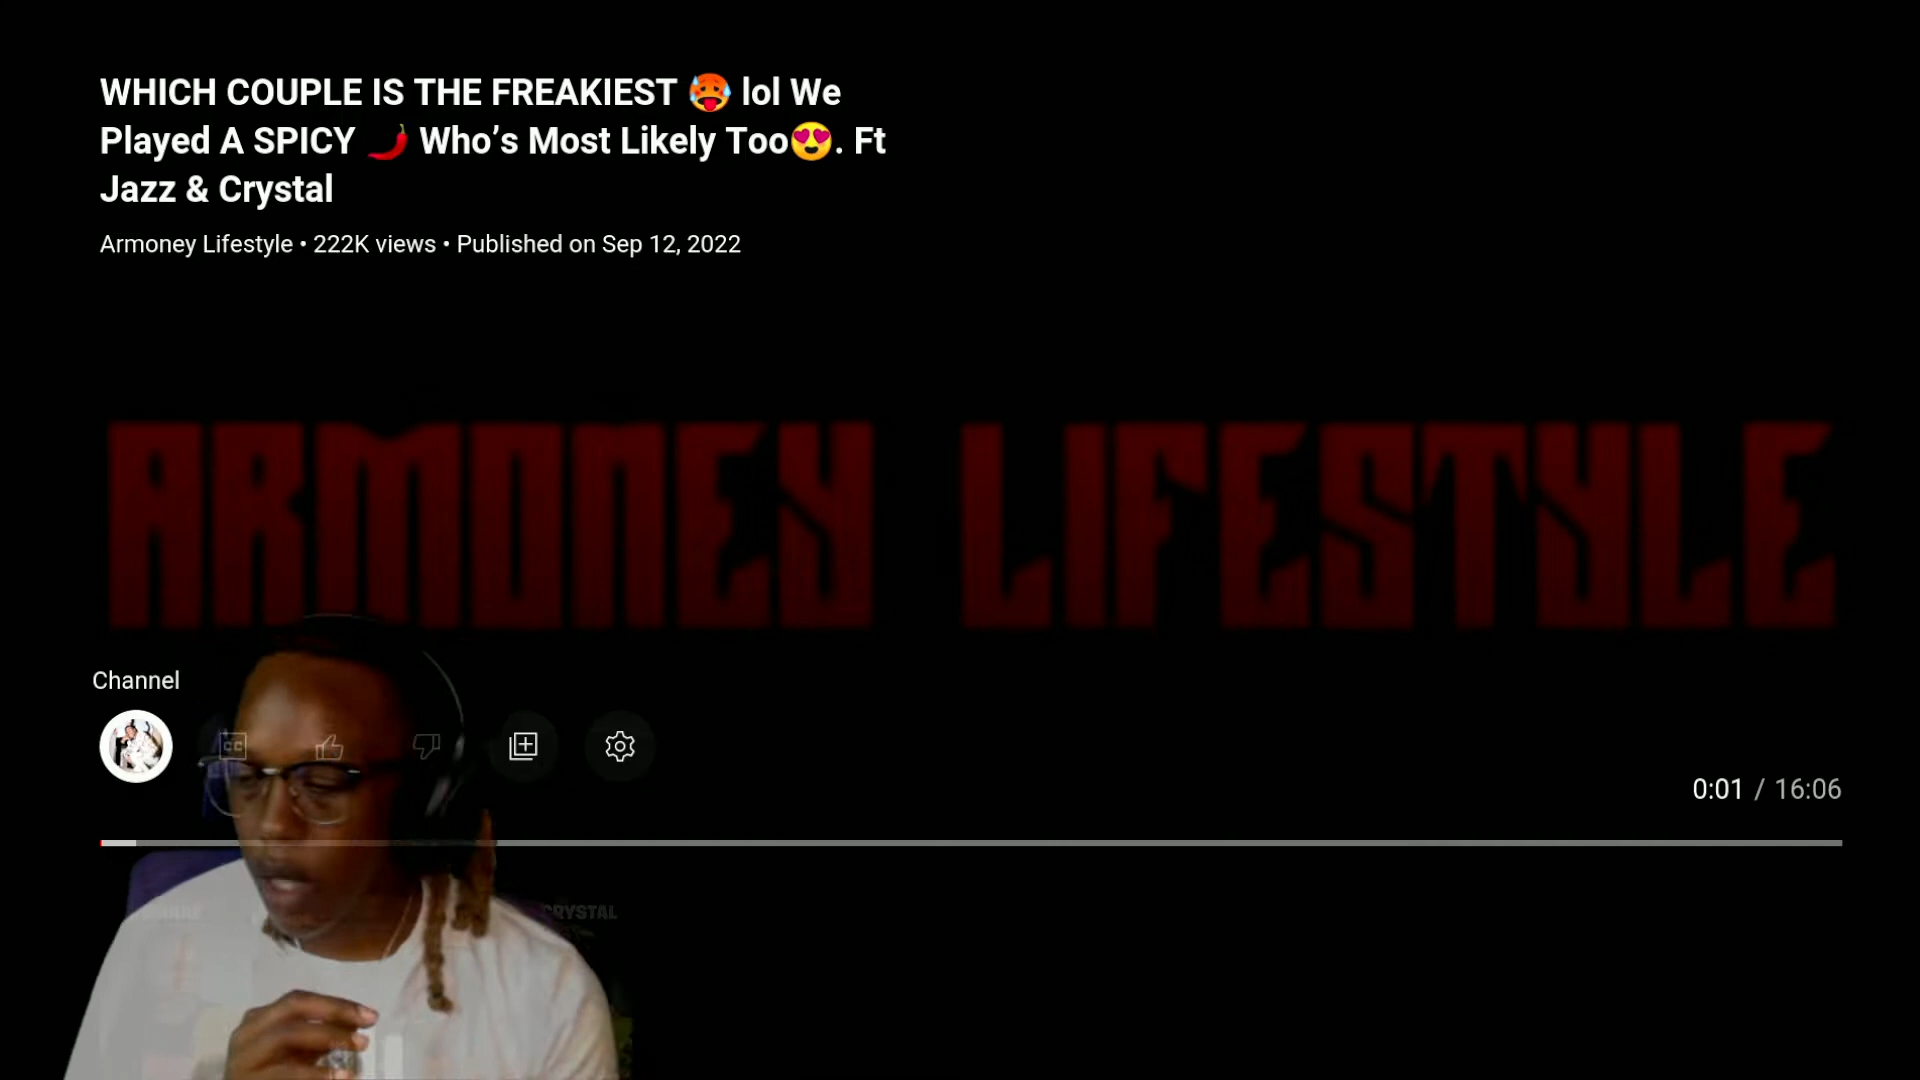 WHICH COUPLE IS THE FREAKIEST 🥵 lol We
Played A SPICY 🌶️ Who’s Most Likely Too😍. Ft
Jazz & Crystal
Armoney Lifestyle • 222K views • Published on Sep 12, 2022
ARMONEY LIFESTYLE
Channel
CC
0:01 / 16:06
CRYSTAL